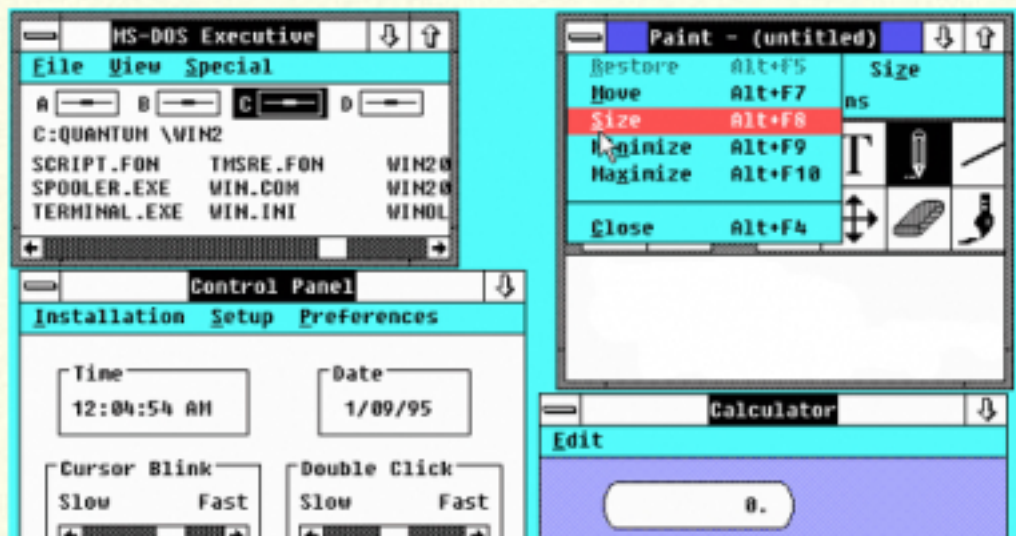 MS-DOS Executive
File View Special
A B C D
C:QUANTUM \WIN2
SCRIPT.FON TMSRE.FON WIN20
SPOOLER.EXE WIN.COM WIN20
TERMINAL.EXE WIN.INI WINOL
Paint - (untitled)
Restore Alt+F5
Move Alt+F7
Size Alt+F8
Minimize Alt+F9
Maximize Alt+F10
Close Alt+F4
Size
ns
T
Control Panel
Installation Setup Preferences
Time
12:04:54 AM
Date
1/09/95
Cursor Blink
Slow Fast
Double Click
Slow Fast
Calculator
Edit
0.